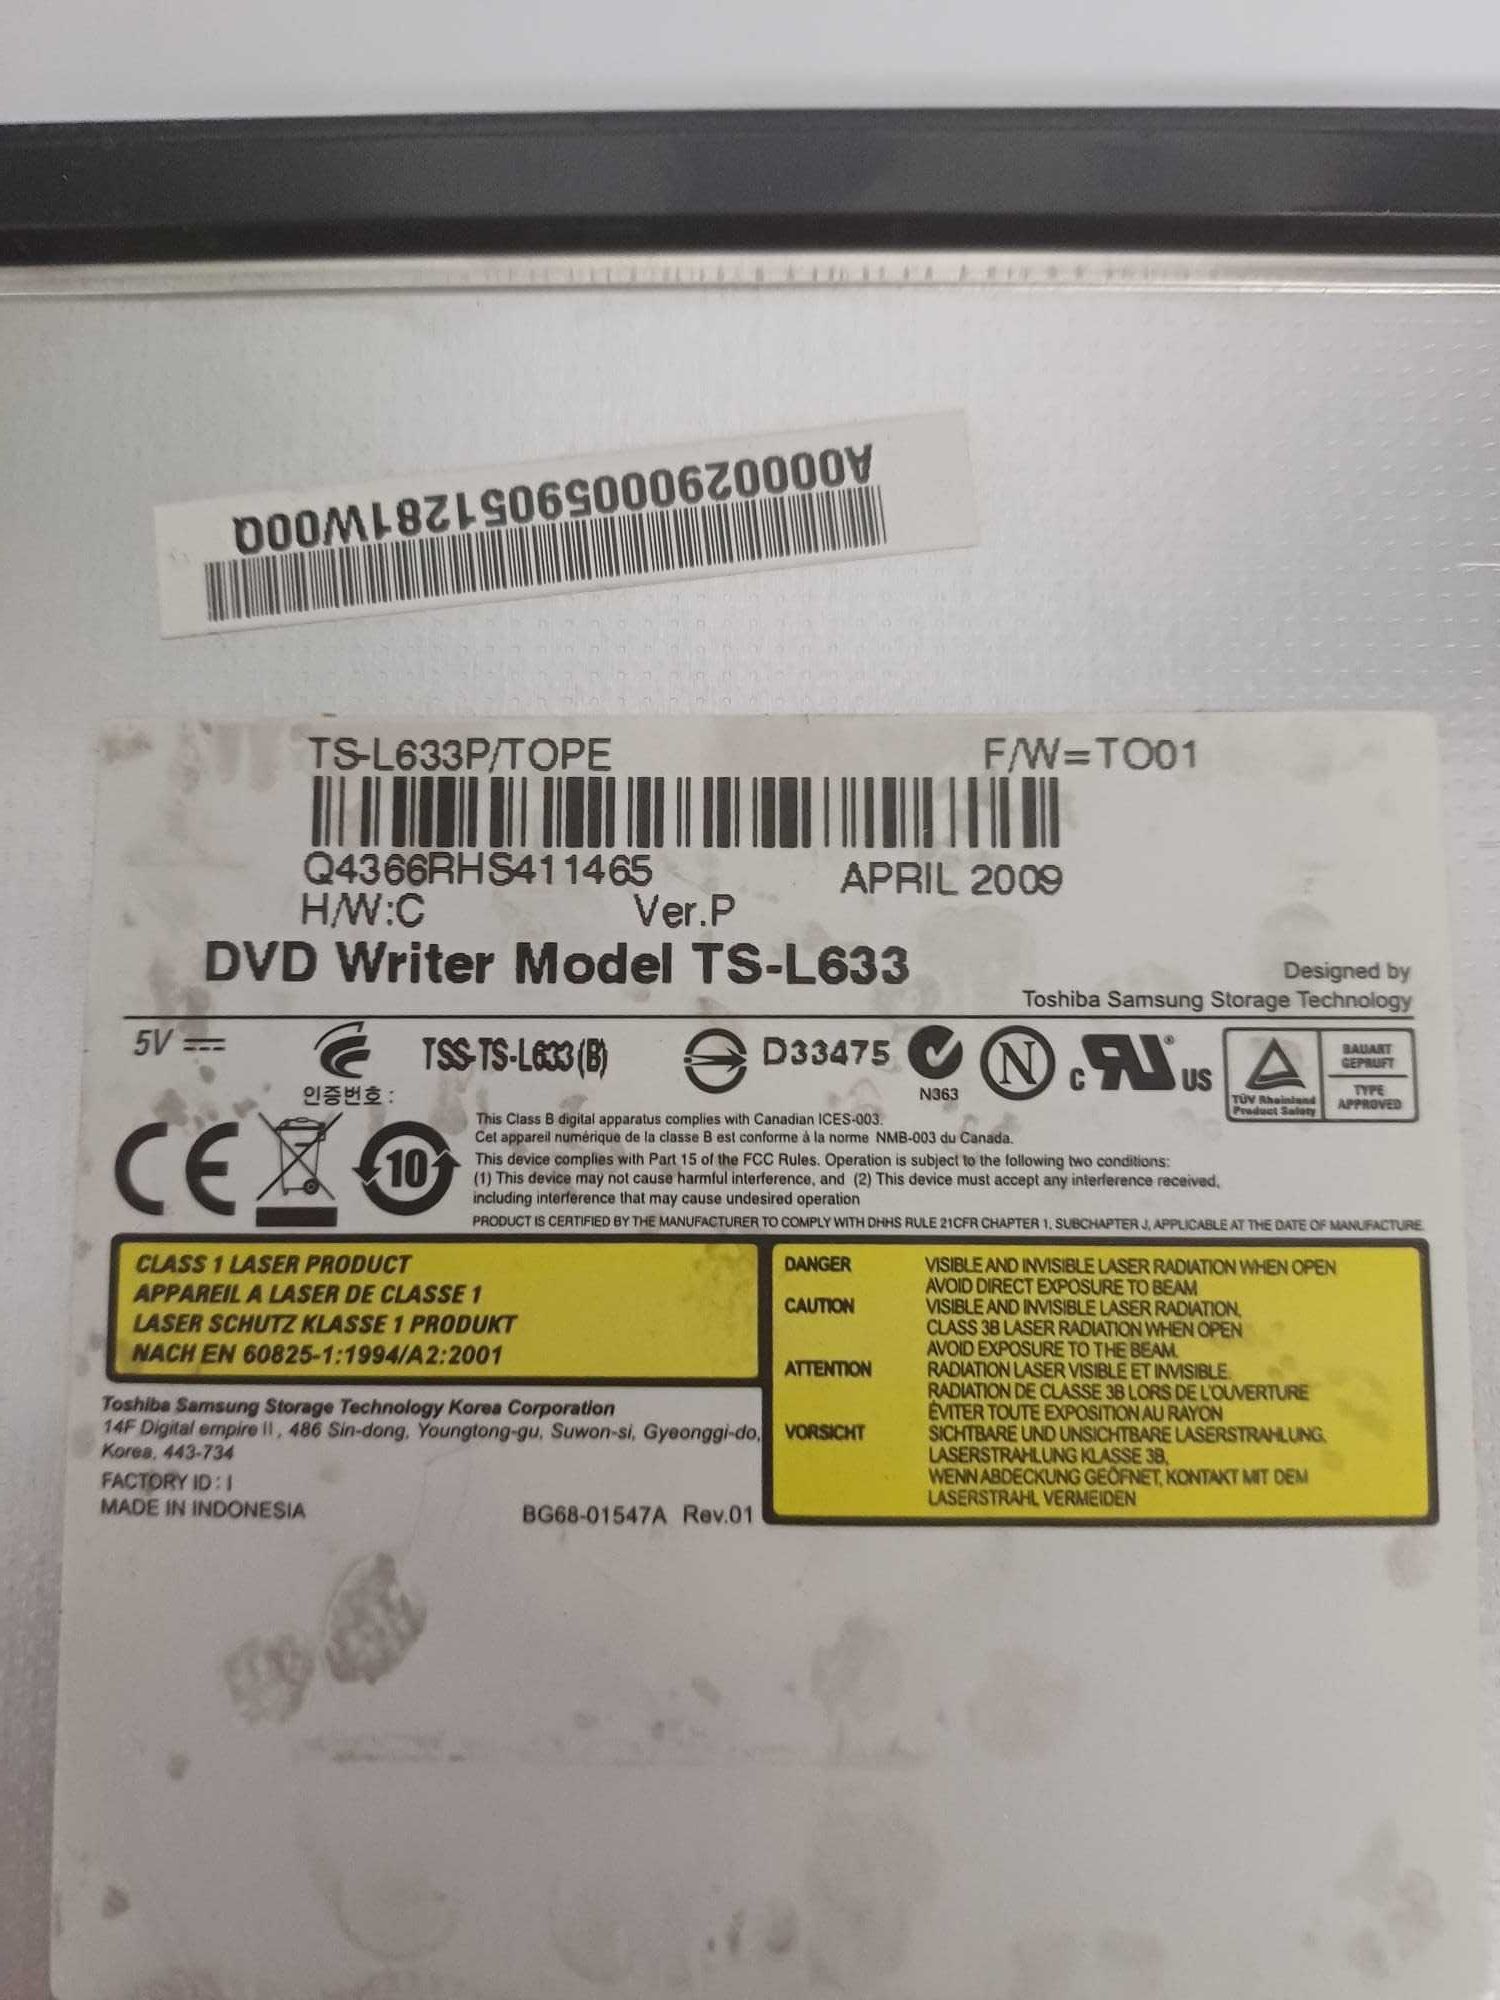 A00002900059051281W00Q
TS-L633P/TOPE F/W=TO01
Q4366RHS411465 APRIL 2009
H/W:C Ver.P
DVD Writer Model TS-L633
Designed by
Toshiba Samsung Storage Technology
5V TSS-TS-L633(B) D33475
인증번호 :
N363
N
c RU ® US
TÜV Rheinland
Product Safety
BAUART
GEPRÜFT
TYPE
APPROVED
CE
10
This Class B digital apparatus complies with Canadian ICES-003.
Cet appareil numérique de la classe B est conforme à la norme NMB-003 du Canada.
This device complies with Part 15 of the FCC Rules. Operation is subject to the following two conditions:
(1) This device may not cause harmful interference, and (2) This device must accept any interference received,
including interference that may cause undesired operation
PRODUCT IS CERTIFIED BY THE MANUFACTURER TO COMPLY WITH DHHS RULE 21CFR CHAPTER 1, SUBCHAPTER J, APPLICABLE AT THE DATE OF MANUFACTURE.
CLASS 1 LASER PRODUCT
APPAREIL A LASER DE CLASSE 1
LASER SCHUTZ KLASSE 1 PRODUKT
NACH EN 60825-1:1994/A2:2001
DANGER VISIBLE AND INVISIBLE LASER RADIATION WHEN OPEN
AVOID DIRECT EXPOSURE TO BEAM
CAUTION VISIBLE AND INVISIBLE LASER RADIATION,
CLASS 3B LASER RADIATION WHEN OPEN
AVOID EXPOSURE TO THE BEAM.
ATTENTION RADIATION LASER VISIBLE ET INVISIBLE.
RADIATION DE CLASSE 3B LORS DE L'OUVERTURE
ÉVITER TOUTE EXPOSITION AU RAYON
VORSICHT SICHTBARE UND UNSICHTBARE LASERSTRAHLUNG.
LASERSTRAHLUNG KLASSE 3B,
WENN ABDECKUNG GEÖFNET, KONTAKT MIT DEM
LASERSTRAHL VERMEIDEN
Toshiba Samsung Storage Technology Korea Corporation
14F Digital empire II, 486 Sin-dong, Youngtong-gu, Suwon-si, Gyeonggi-do,
Korea, 443-734
FACTORY ID : I
MADE IN INDONESIA BG68-01547A Rev.01